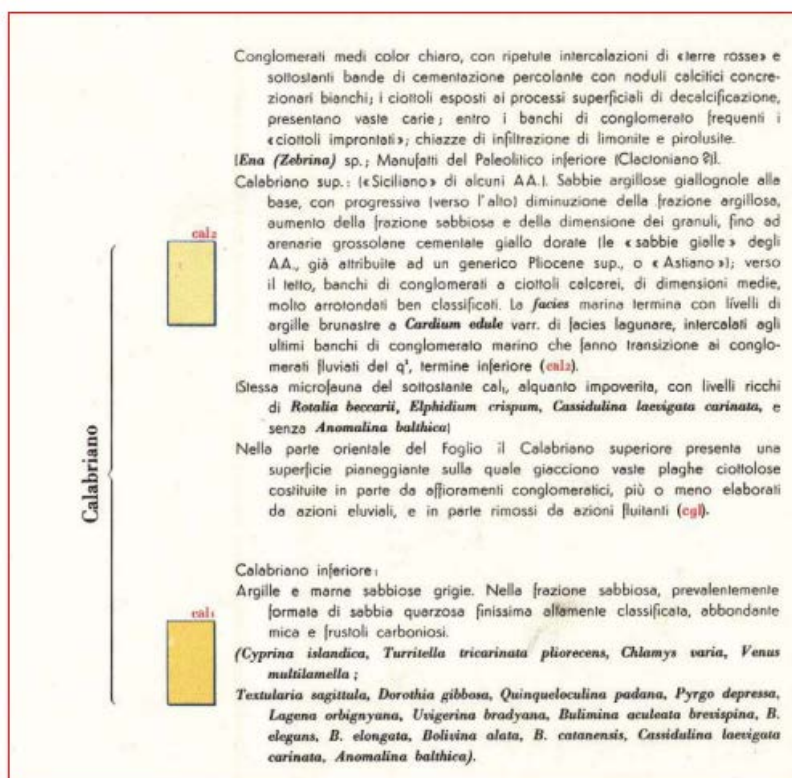 Conglomerati medi color chiaro, con ripetute intercalazioni di «terre rosse» e
sottostanti bande di cementazione percolante con noduli calcitici concre-
zionari bianchi; i ciottoli esposti ai processi superficiali di decalcificazione,
presentano vaste carie; entro i banchi di conglomerato frequenti i
«ciottoli improntati»; chiazze di infiltrazione di limonite e pirolusite.
(Ena (Zebrina) sp.; Manufatti del Paleolitico inferiore (Clactoniano?)).
Calabriano sup.: («Siciliano» di alcuni AA.). Sabbie argillose giallognole alla
base, con progressiva (verso l'alto) diminuzione della frazione argillosa,
aumento della frazione sabbiosa e della dimensione dei granuli, fino ad
arenarie grossolane cementate giallo dorate (le «sabbie gialle» degli
AA., già attribuite ad un generico Pliocene sup., o «Astiano»); verso
il tetto, banchi di conglomerati a ciottoli calcarei, di dimensioni medie,
molto arrotondati ben classificati. La facies marina termina con livelli di
argille brunastre a Cardium edule varr. di facies lagunare, intercalati agli
ultimi banchi di conglomerato marino che fanno transizione ai conglo-
merati fluviati del q¹, termine inferiore (cal₂).
(Stessa microfauna del sottostante cal₁, alquanto impoverita, con livelli ricchi
di Rotalia beccarii, Elphidium crispum, Cassidulina laevigata carinata, e
senza Anomalina balthica)
Nella parte orientale del Foglio il Calabriano superiore presenta una
superficie pianeggiante sulla quale giacciono vaste plaghe ciottolose
costituite in parte da affioramenti conglomeratici, più o meno elaborati
da azioni eluviali, e in parte rimossi da azioni fluitanti (cgl).
cal₂
Calabriano
Calabriano inferiore:
Argille e marne sabbiose grigie. Nella frazione sabbiosa, prevalentemente
formata di sabbia quarzosa finissima altamente classificata, abbondante
mica e frustoli carboniosi.
cal₁
(Cyprina islandica, Turritella tricarinata pliorecens, Chlamys varia, Venus
multilamella;
Textularia sagittula, Dorothia gibbosa, Quinqueloculina padana, Pyrgo depressa,
Lagena orbignyana, Uvigerina bradyana, Bulimina aculeata brevispina, B.
elegans, B. elongata, Bolivina alata, B. catanensis, Cassidulina laevigata
carinata, Anomalina balthica).